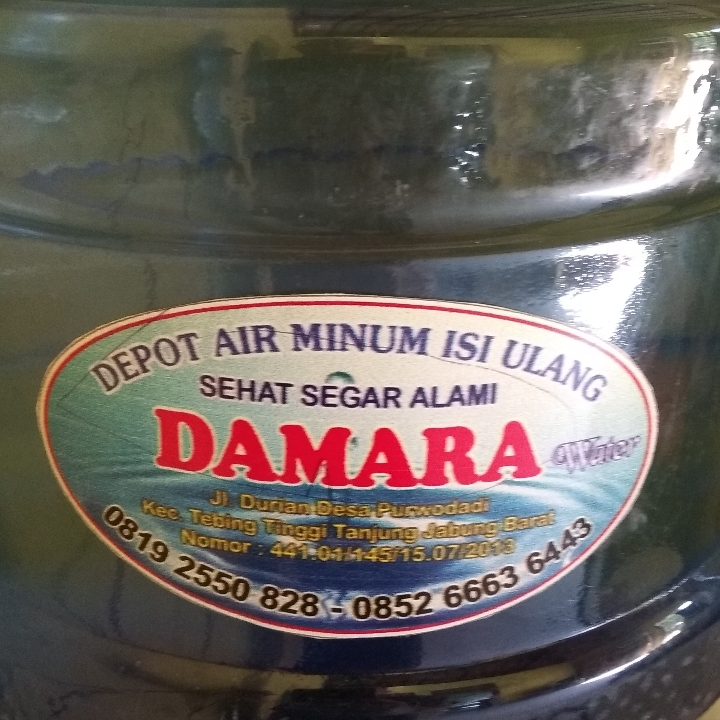 DEPOT AIR MINUM ISI ULANG
SEHAT SEGAR ALAMI
DAMARA Water
Jl. Durian Desa Purwodadi
Kec. Tebing Tinggi Tanjung Jabung Barat
Nomor : 441.01/145/15.07/2013
0819 2550 828 - 0852 6663 6443